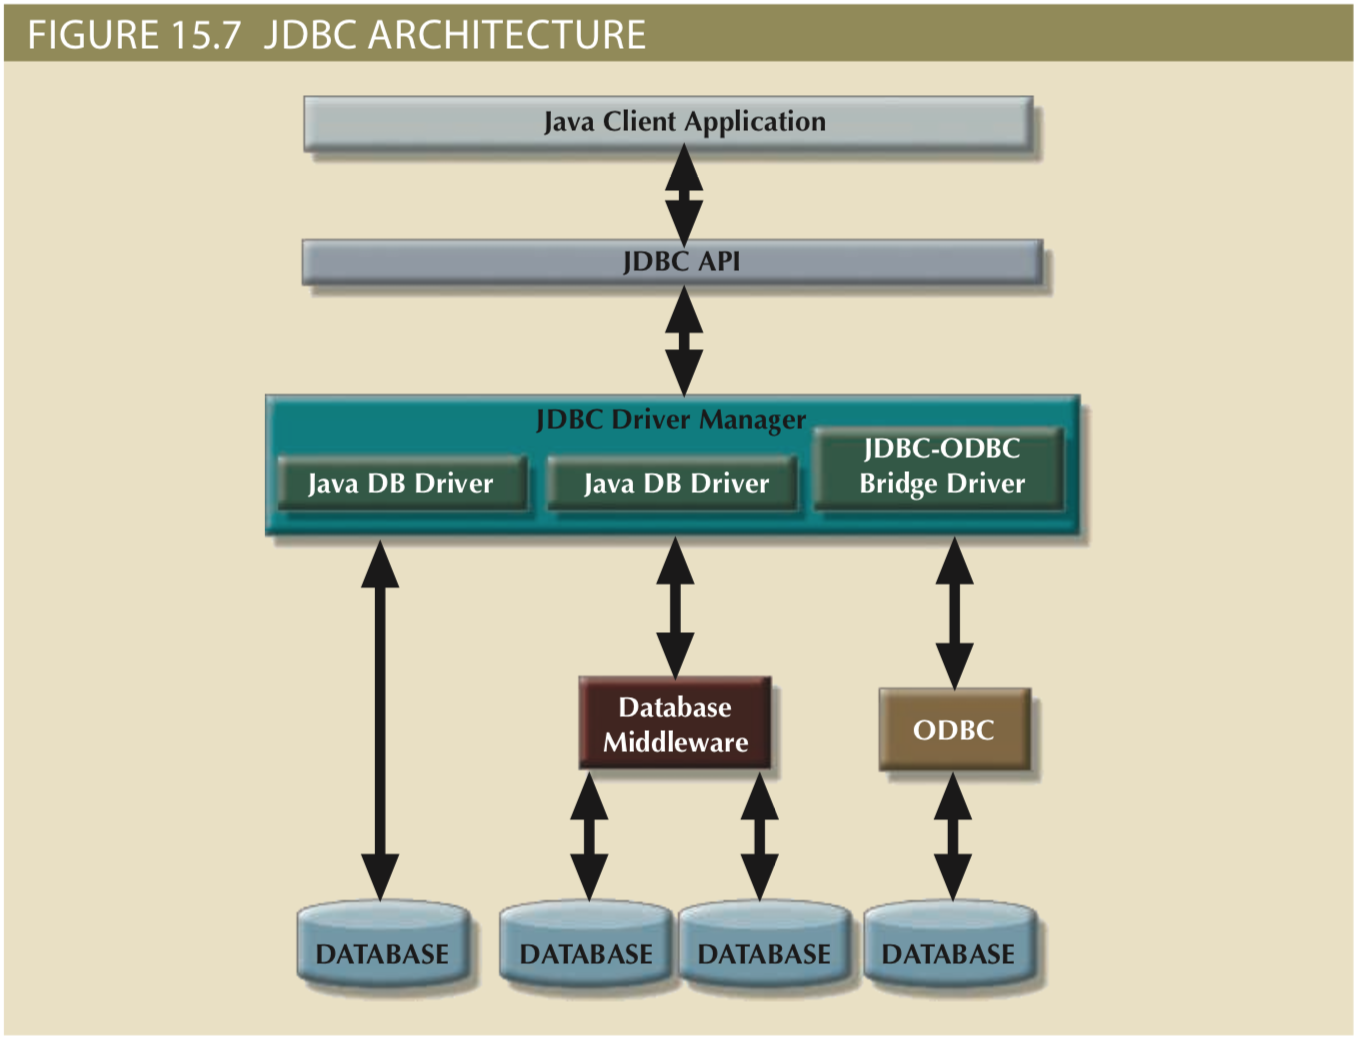 FIGURE 15.7 JDBC ARCHITECTURE
Java Client Application
JDBC API
JDBC Driver Manager
Java DB Driver
Java DB Driver
JDBC-ODBC
Bridge Driver
Database
Middleware
ODBC
DATABASE
DATABASE
DATABASE
DATABASE